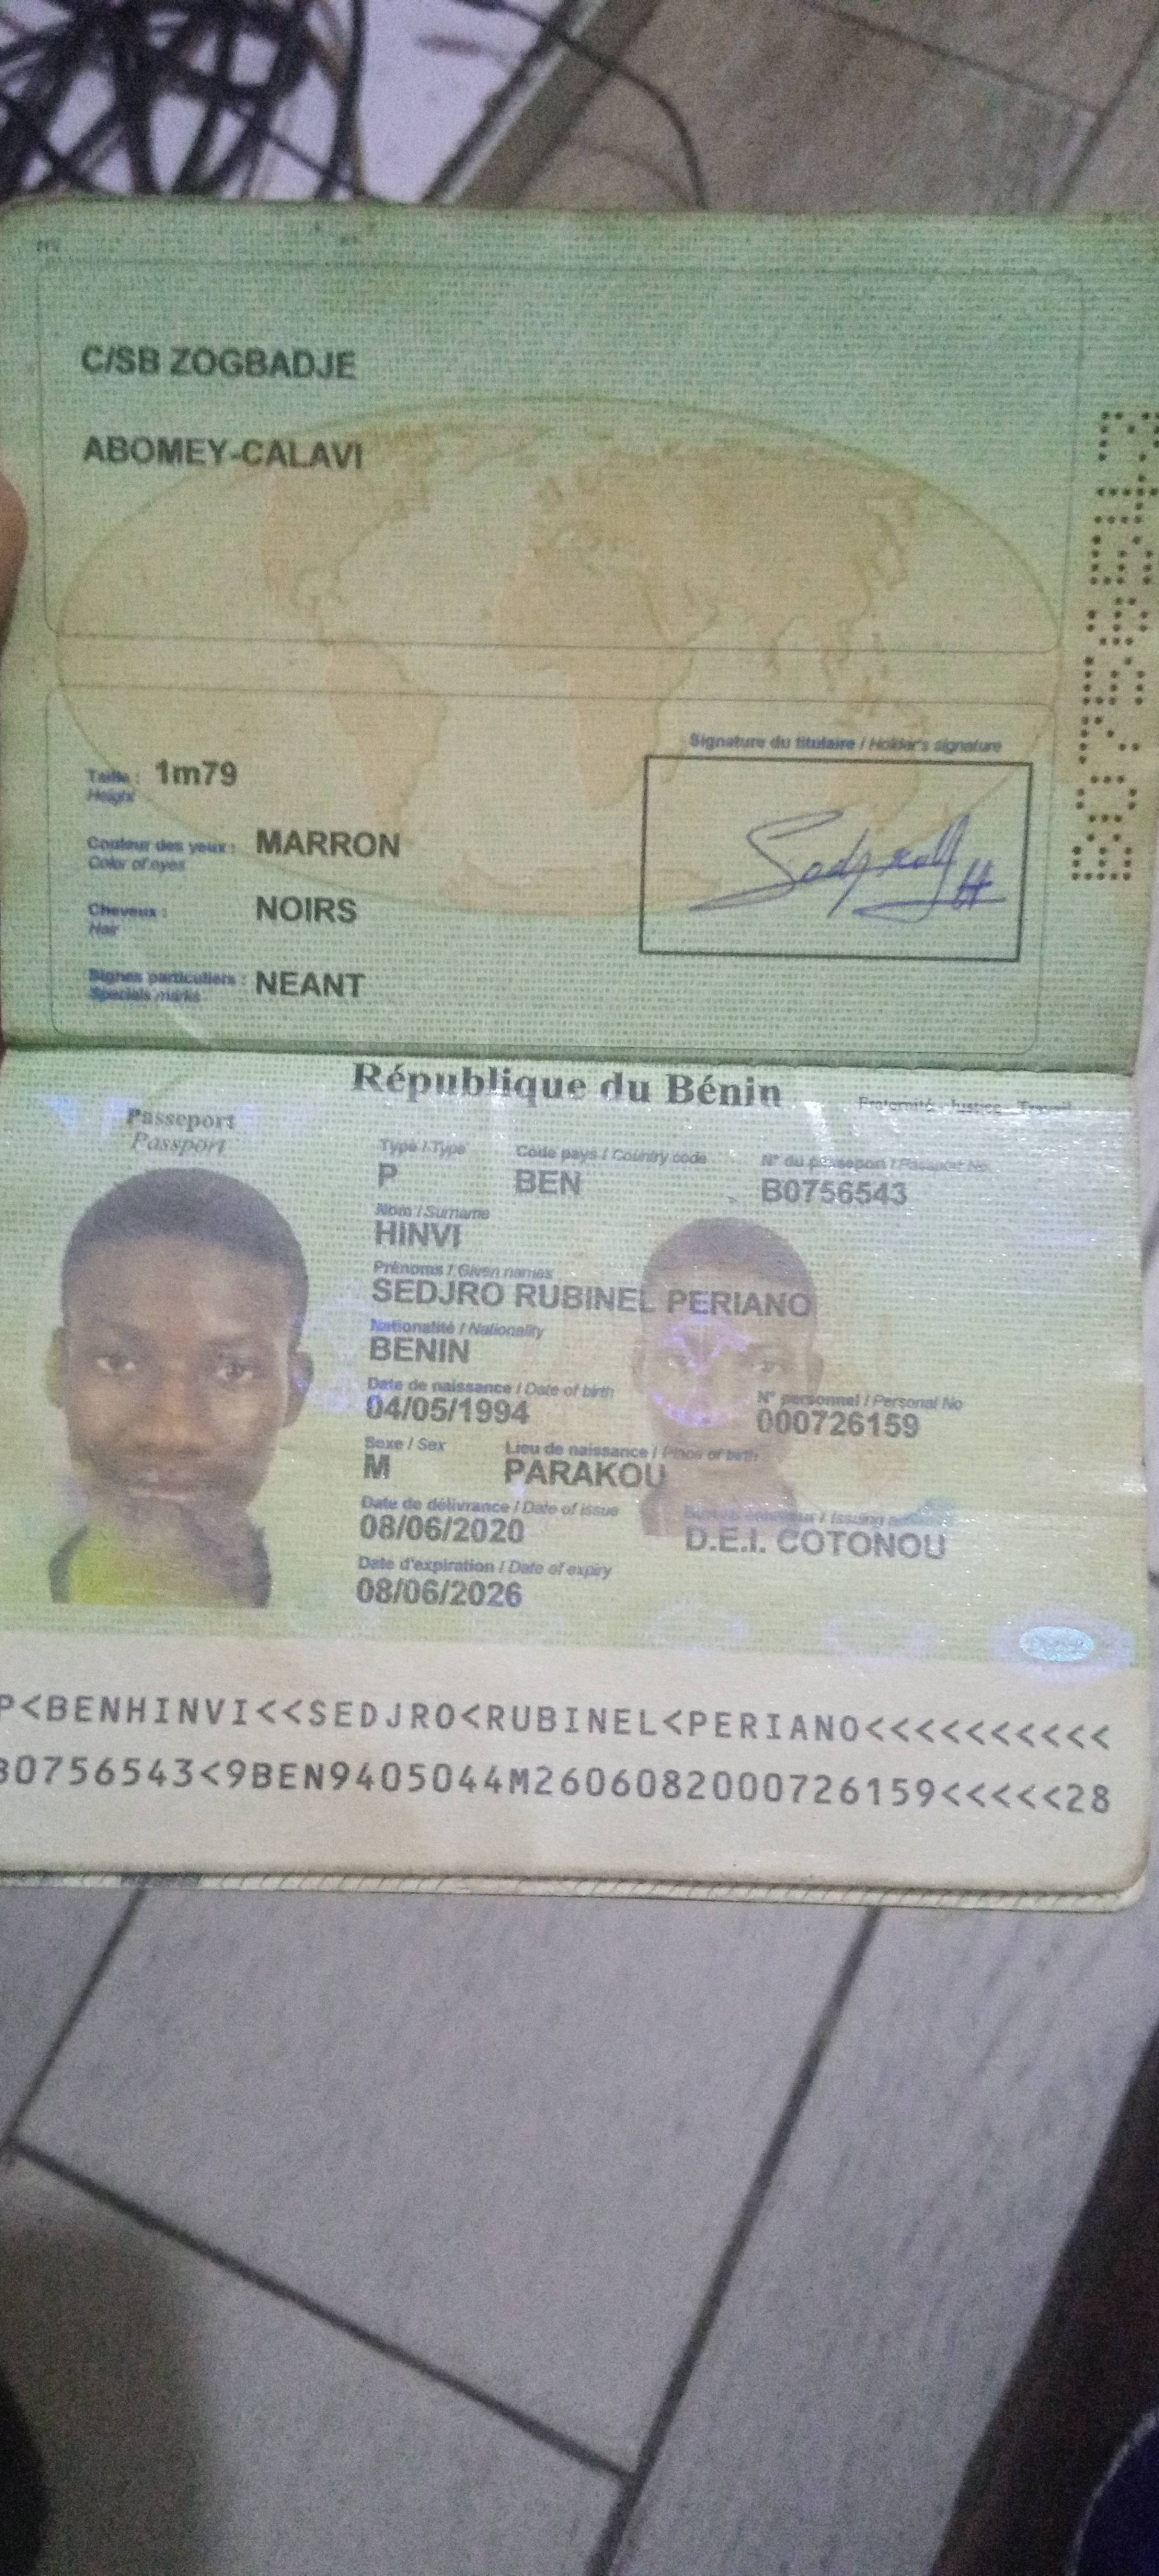 C/SB ZOGBADJE
ABOMEY-CALAVI
Taille : 1m79
Height
Couleur des yeux : MARRON
Color of eyes
Cheveux : NOIRS
Hair
Signes particuliers : NEANT
Specials marks
Signature du titulaire / Holder's signature
B0756543
République du Bénin
Fraternité - Justice - Travail
Passeport
Passport
Type / Type
P
Code pays / Country code
BEN
N° du passeport / Passport No
B0756543
Nom / Surname
HINVI
Prénoms / Given names
SEDJRO RUBINEL PERIANO
Nationalité / Nationality
BENIN
Date de naissance / Date of birth
04/05/1994
N° personnel / Personal No
000726159
Sexe / Sex
M
Lieu de naissance / Place of birth
PARAKOU
Date de délivrance / Date of issue
08/06/2020
/ Issuing
D.E.I. COTONOU
Date d'expiration / Date of expiry
08/06/2026
P<BENHINVI<<SEDJRO<RUBINEL<PERIANO<<<<<<<<<<
B0756543<9BEN9405044M2606082000726159<<<<<28